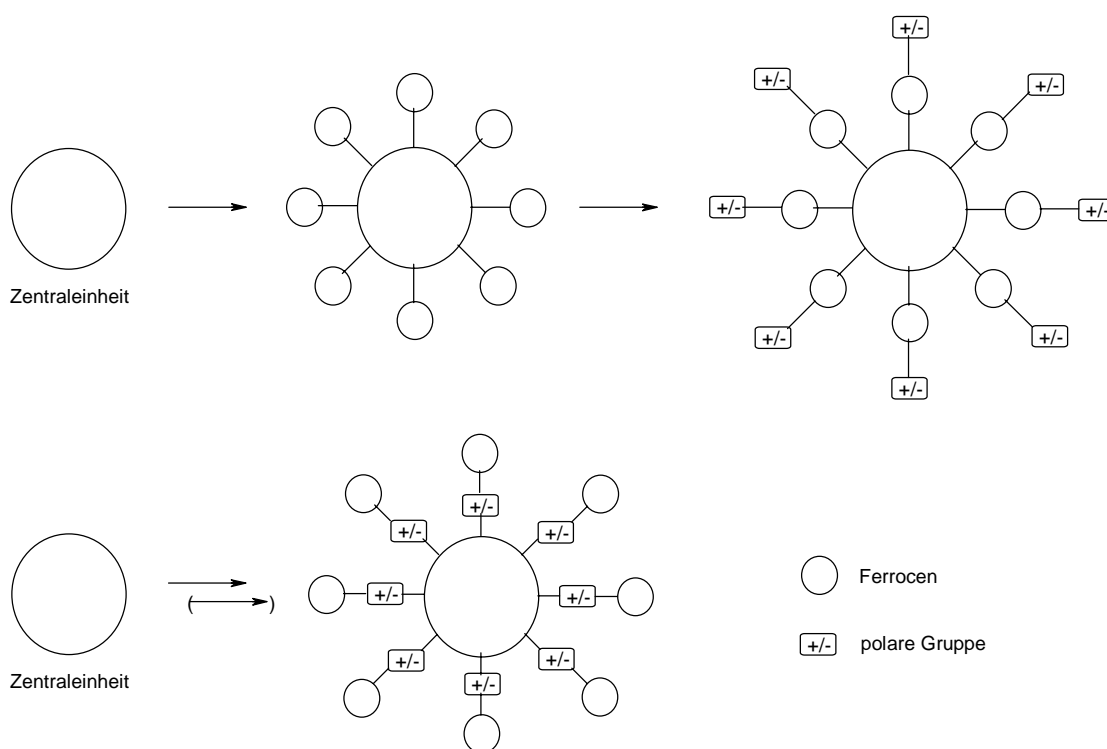 +/-
+/- +/-
+/- +/-
Zentraleinheit
+/- +/-
+/-
+/-
+/- +/-
+/- +/-
( )
Ferrocen
+/- +/-
+/- polare Gruppe
Zentraleinheit
+/-